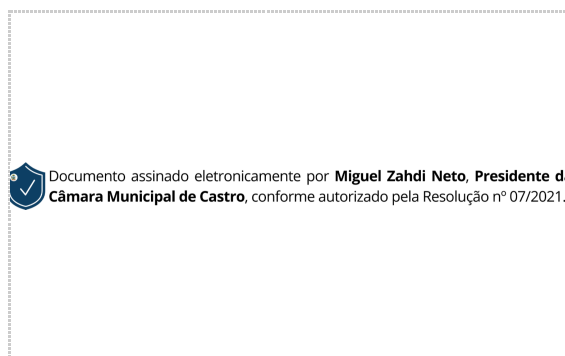 Documento assinado eletronicamente por Miguel Zahdi Neto, Presidente da
Câmara Municipal de Castro, conforme autorizado pela Resolução nº 07/2021.